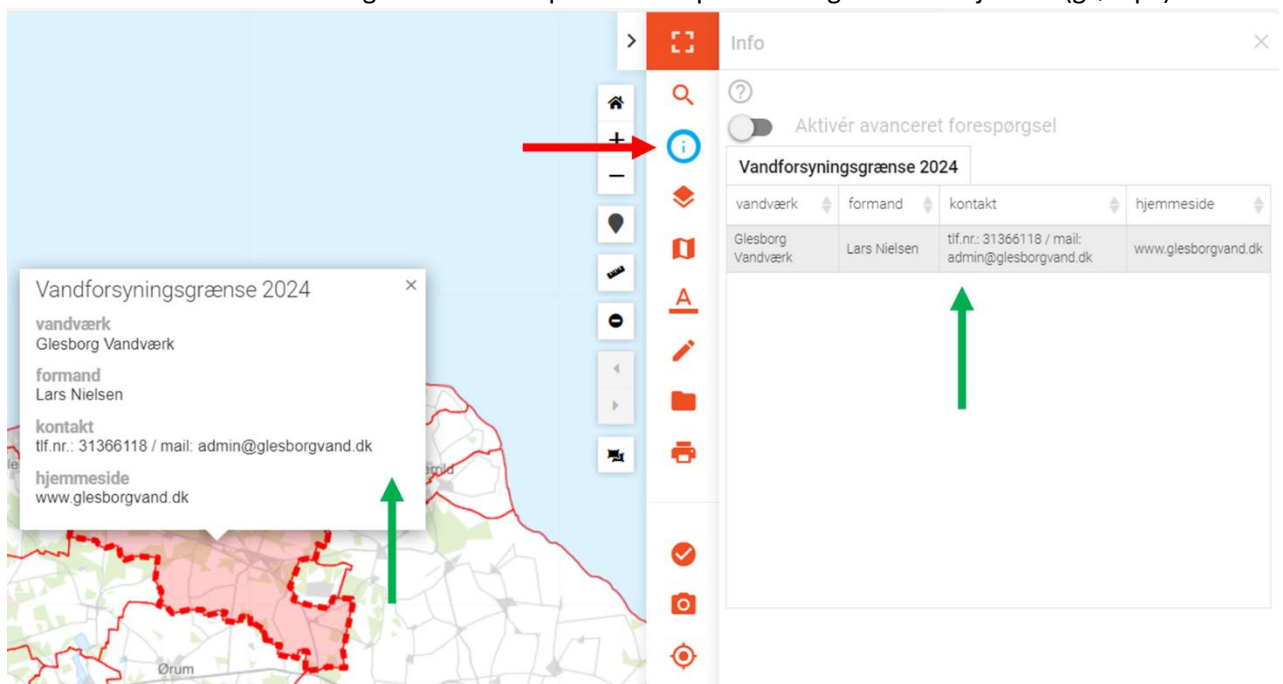 Info
Aktivér avanceret forespørgsel
Vandforsyningsgrænse 2024
vandværk formand kontakt hjemmeside
Glesborg Vandværk
Lars Nielsen
tlf.nr.: 31366118 / mail:
admin@glesborgvand.dk
www.glesborgvand.dk
Vandforsyningsgrænse 2024
vandværk
Glesborg Vandværk
formand
Lars Nielsen
kontakt
tlf.nr.: 31366118 / mail: admin@glesborgvand.dk
hjemmeside
www.glesborgvand.dk
Ørum